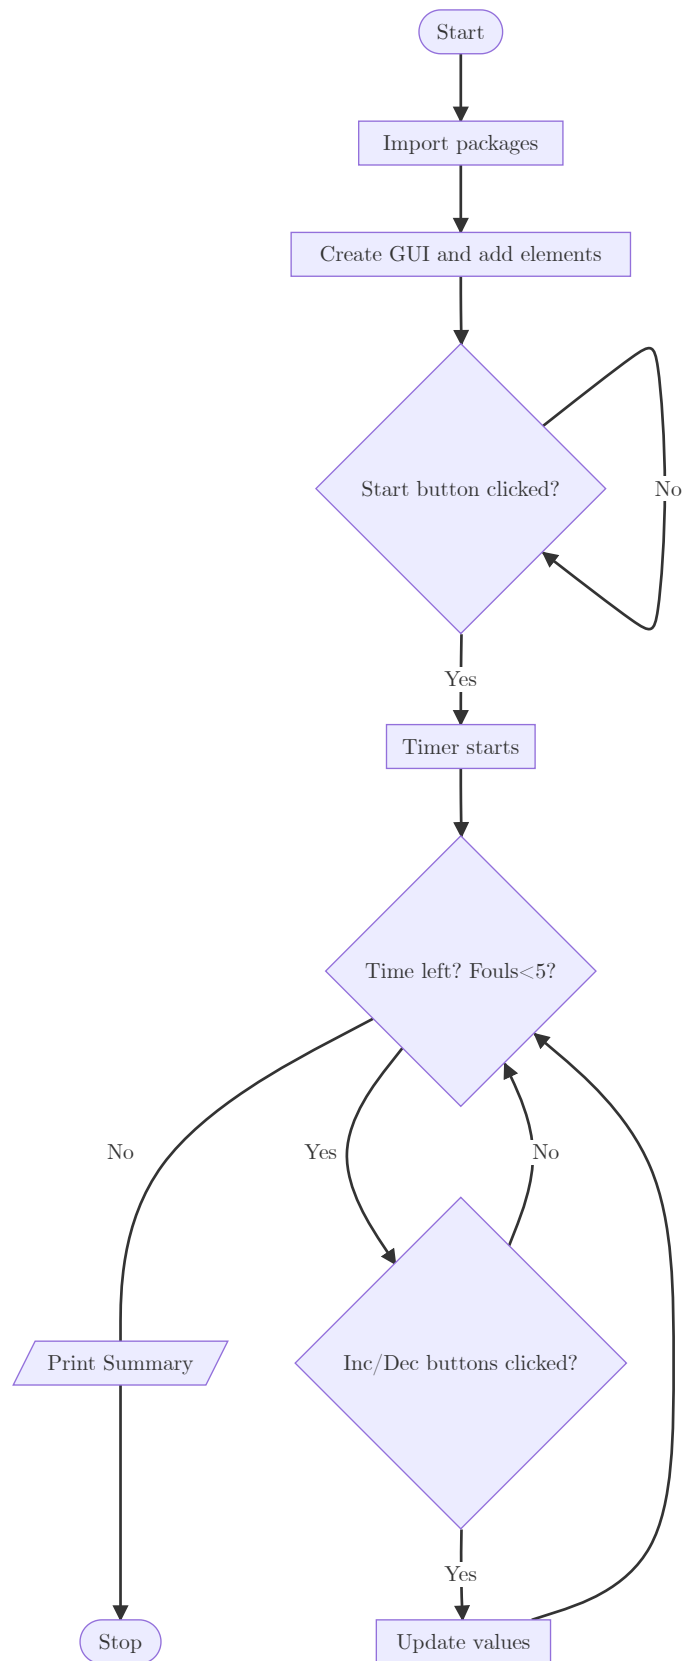 Start
Import packages
Create GUI and add elements
Start button clicked?
No
Yes
Timer starts
Time left? Fouls<5?
No
Yes
No
Print Summary
Inc/Dec buttons clicked?
Yes
Stop
Update values